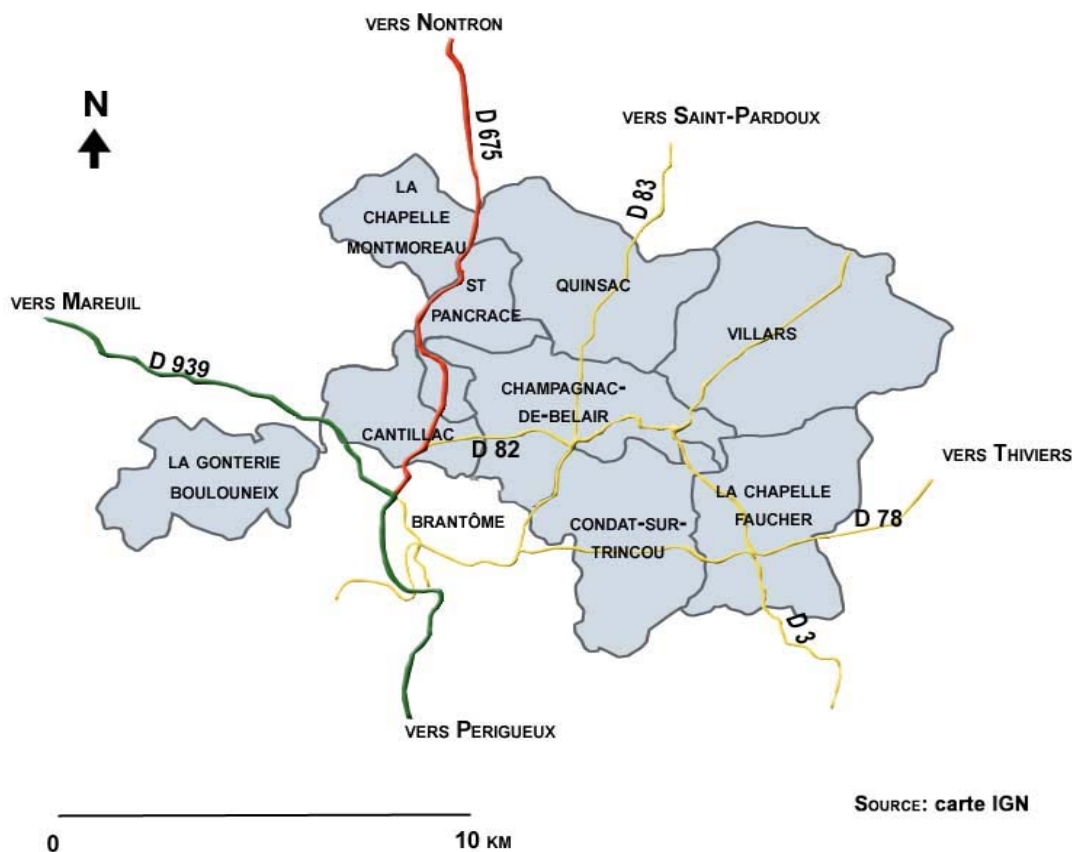 VERS NONTRON
N
D 675
VERS SAINT-PARDOUX
D 83
LA
CHAPELLE
MONTMOREAU
ST
PANCRACE
QUINSAC
VERS MAREUIL
VILLARS
D 939
CHAMPAGNAC-
DE-BELAIR
CANTILLAC
D 82
LA GONTERIE
BOULOUNEIX
VERS THIVIERS
LA CHAPELLE
FAUCHER
D 78
BRANTÔME
CONDAT-SUR-
TRINCOU
D 3
VERS PERIGUEUX
SOURCE: carte IGN
0
10 KM